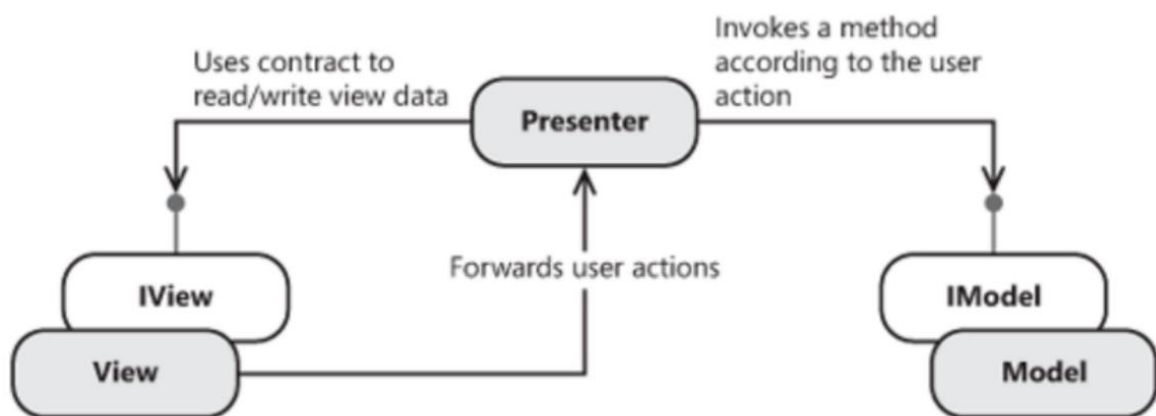 Uses contract to
read/write view data
Presenter
Invokes a method
according to the user
action
Forwards user actions
IView
View
IModel
Model